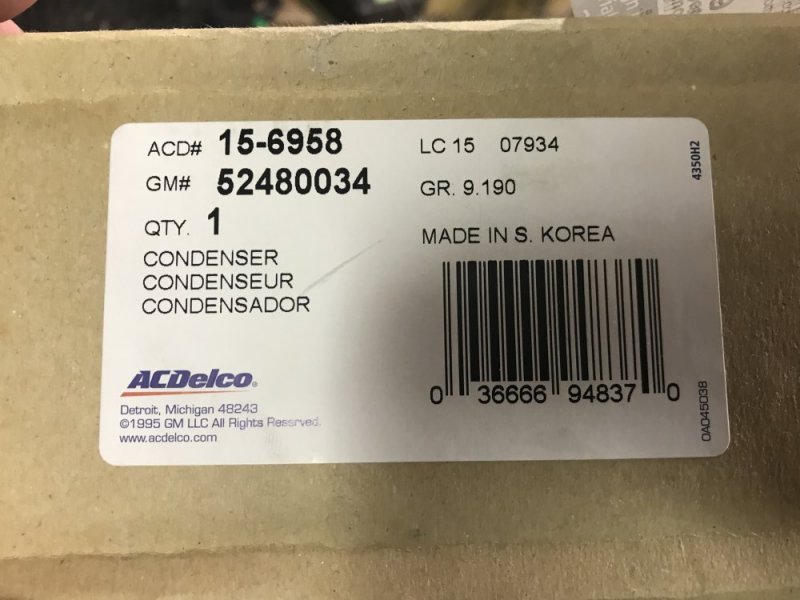 ACD# 15-6958
GM# 52480034
QTY. 1
CONDENSER
CONDENSEUR
CONDENSADOR
LC 15 07934
GR. 9.190
MADE IN S. KOREA
0 36666 94837 0
ACDelco®
Detroit, Michigan 48243
©1995 GM LLC All Rights Reserved.
www.acdelco.com
4350H2
0AD45D3B